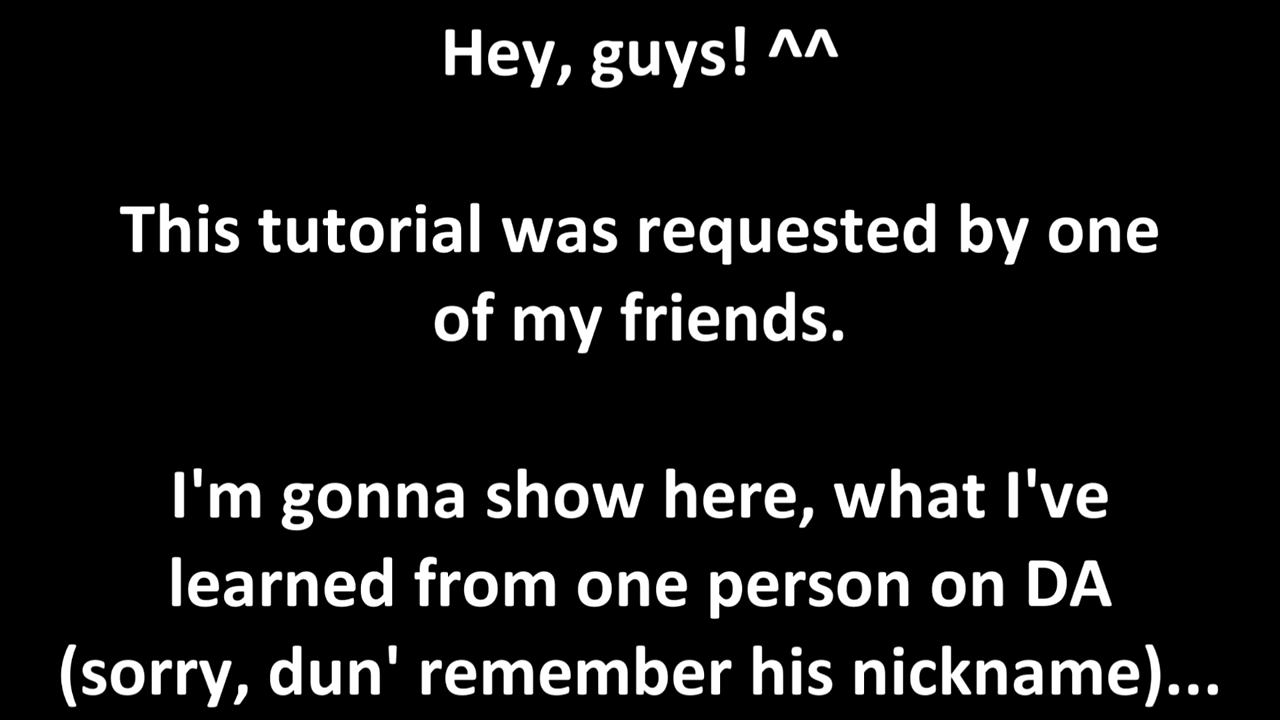 Hey, guys! ^^
This tutorial was requested by one
of my friends.
I'm gonna show here, what I've
learned from one person on DA
(sorry, dun' remember his nickname)...